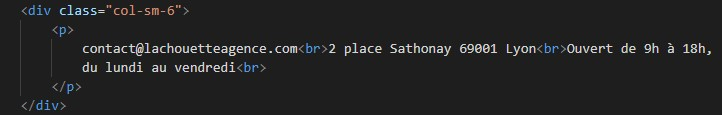 <div class="col-sm-6">
<p>
contact@lachouetteagence.com<br>2 place Sathonay 69001 Lyon<br>Ouvert de 9h à 18h,
du lundi au vendredi<br>
</p>
</div>